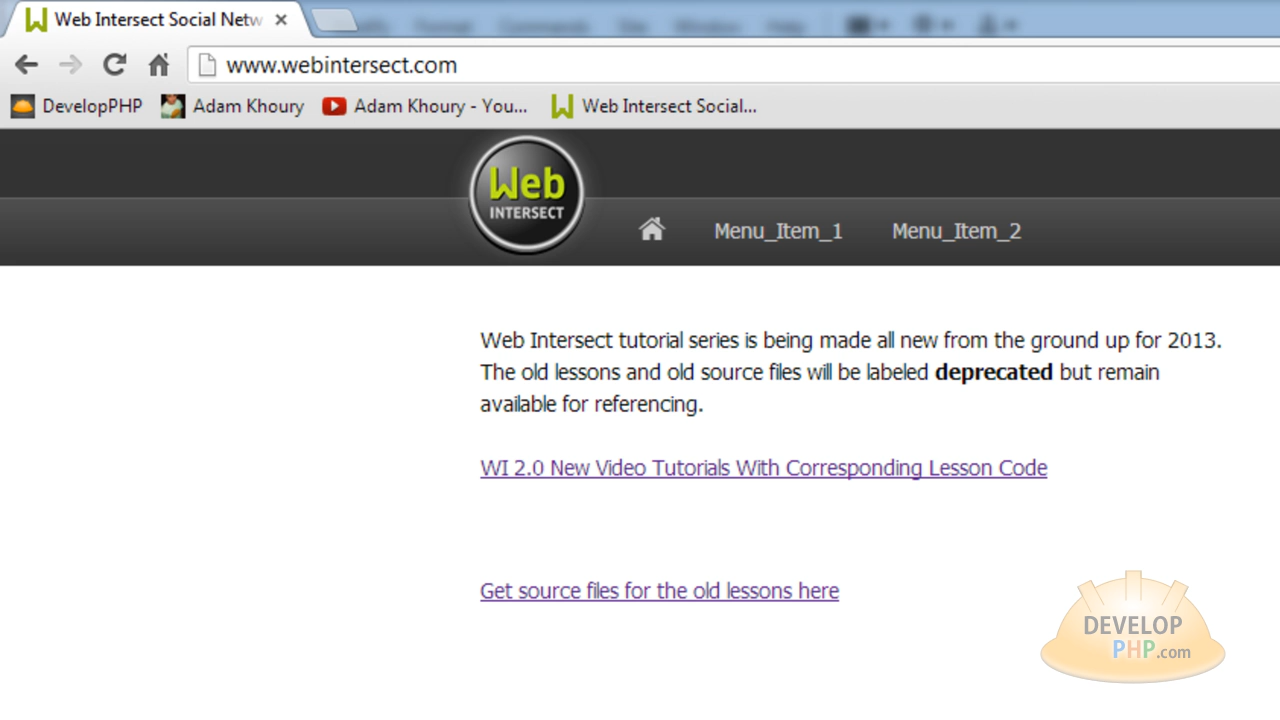 Web Intersect Social Netw
www.webintersect.com
DevelopPHP Adam Khoury Adam Khoury - You... Web Intersect Social...
Web
INTERSECT
Menu_Item_1 Menu_Item_2
Web Intersect tutorial series is being made all new from the ground up for 2013.
The old lessons and old source files will be labeled deprecated but remain
available for referencing.
WI 2.0 New Video Tutorials With Corresponding Lesson Code
Get source files for the old lessons here
DEVELOP
PHP.com